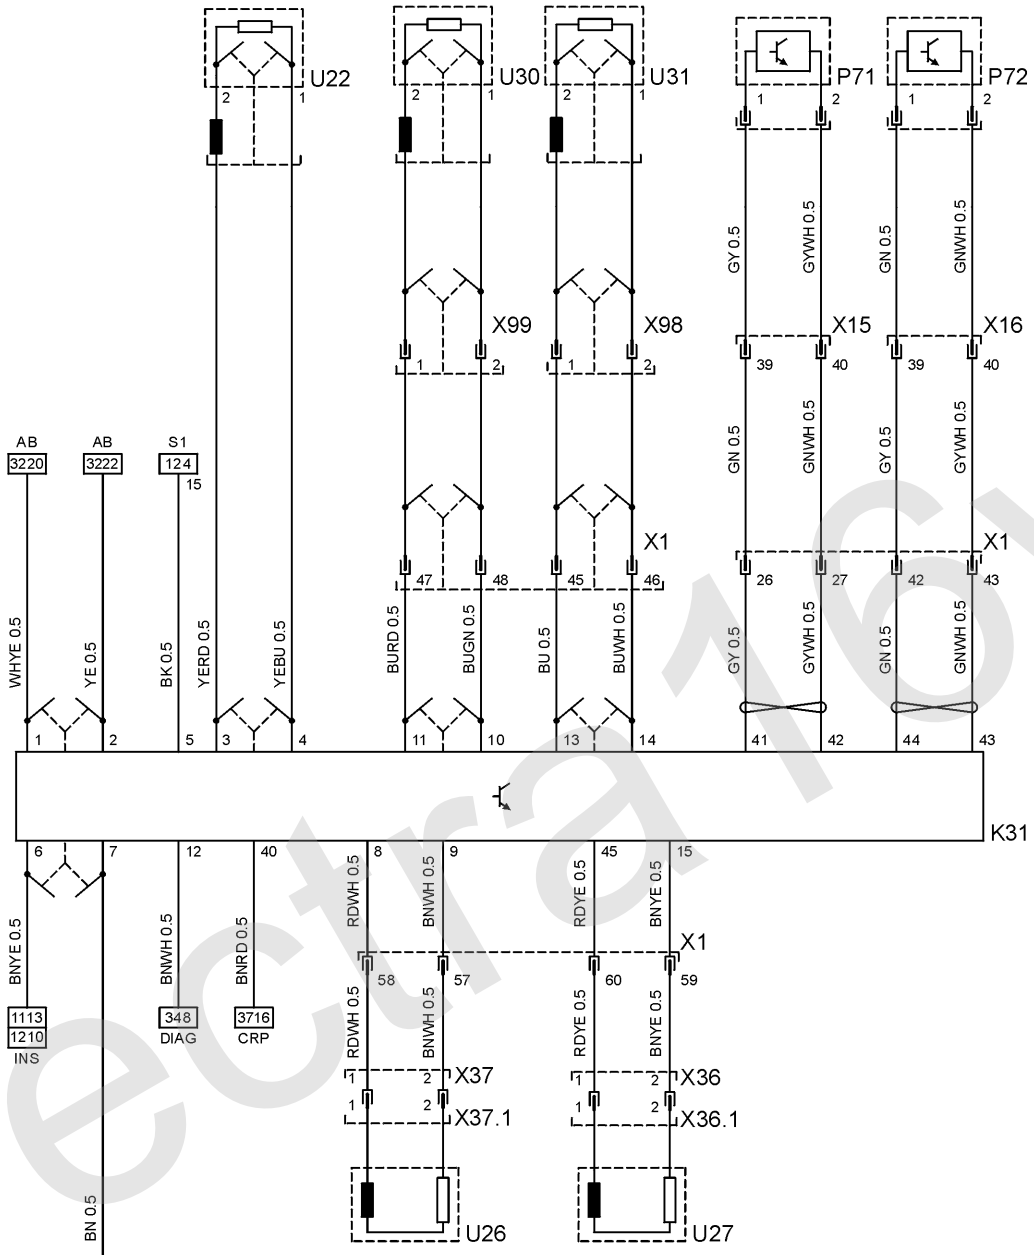 U22
U30
U31
P71
P72
2 1
2 1
2 1
1 2
1 2
GY 0.5
GYWH 0.5
GN 0.5
GNWH 0.5
X99
X98
X15
X16
1 2
1 2
39 40
39 40
AB
3220
AB
3222
S1
124
15
GN 0.5
GNWH 0.5
GY 0.5
GYWH 0.5
X1
X1
47 48 45 46
26 27 42 43
WHYE 0.5
YE 0.5
BK 0.5
YERD 0.5
YEBU 0.5
BURD 0.5
BUGN 0.5
BU 0.5
BUWH 0.5
GY 0.5
GYWH 0.5
GN 0.5
GNWH 0.5
1 2 5 3 4 11 10 13 14 41 42 44 43
K31
6 7 12 40 8 9 45 15
BNYE 0.5
BNWH 0.5
BNRD 0.5
RDWH 0.5
BNWH 0.5
RDYE 0.5
BNYE 0.5
X1
58 57 60 59
1113
1210
INS
348
DIAG
3716
CRP
RDWH 0.5
BNWH 0.5
RDYE 0.5
BNYE 0.5
1 2 X37
1 2 X36
1 2 X37.1
1 2 X36.1
BN 0.5
U26
U27
ectra16v